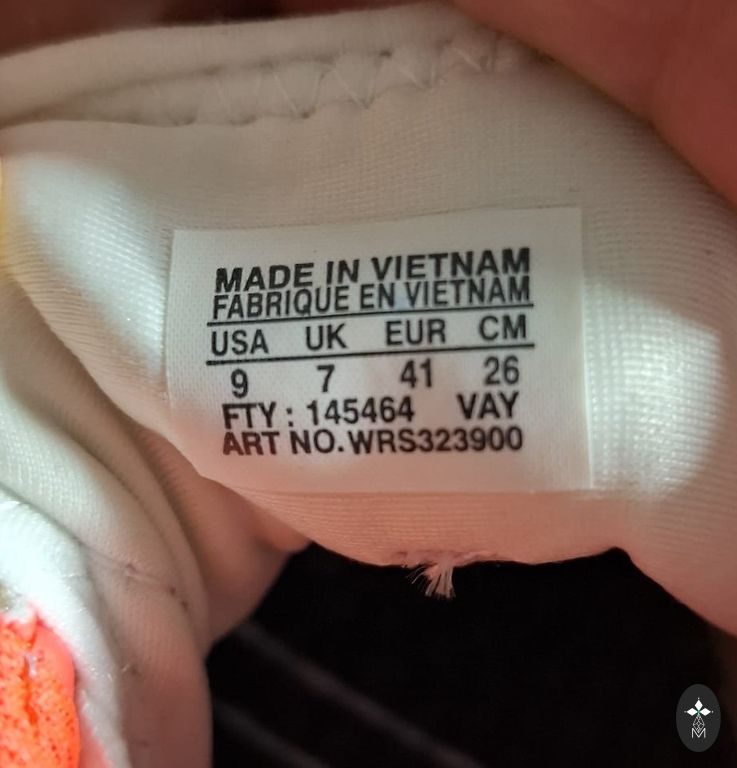 MADE IN VIETNAM
FABRIQUE EN VIETNAM
USA UK EUR CM
9 7 41 26
FTY : 145464 VAY
ART NO. WRS323900
M